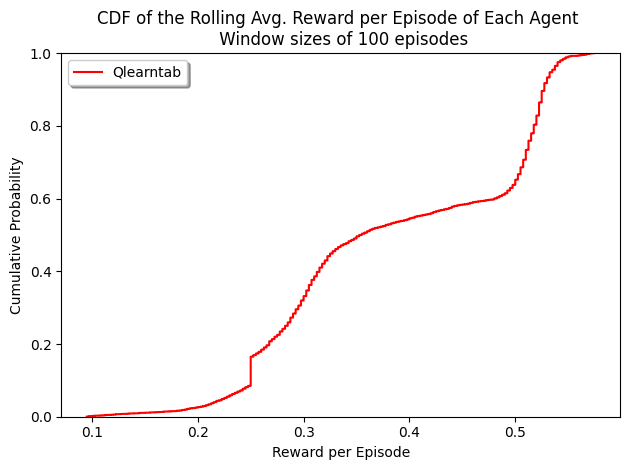 CDF of the Rolling Avg. Reward per Episode of Each Agent
Window sizes of 100 episodes
Qlearntab
Cumulative Probability
1.0
0.8
0.6
0.4
0.2
0.0
0.1
0.2
0.3
0.4
0.5
Reward per Episode